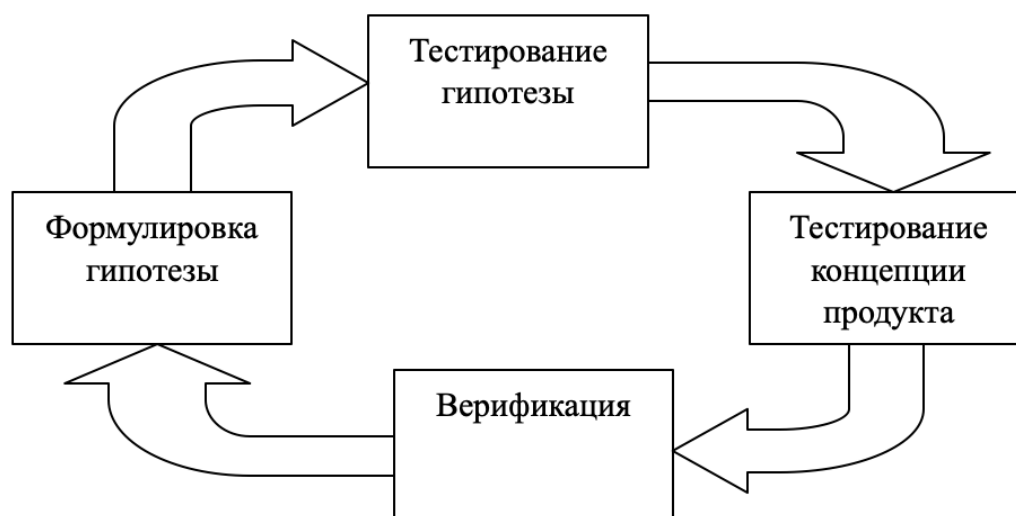 Тестирование
гипотезы
Формулировка
гипотезы
Тестирование
концепции
продукта
Верификация